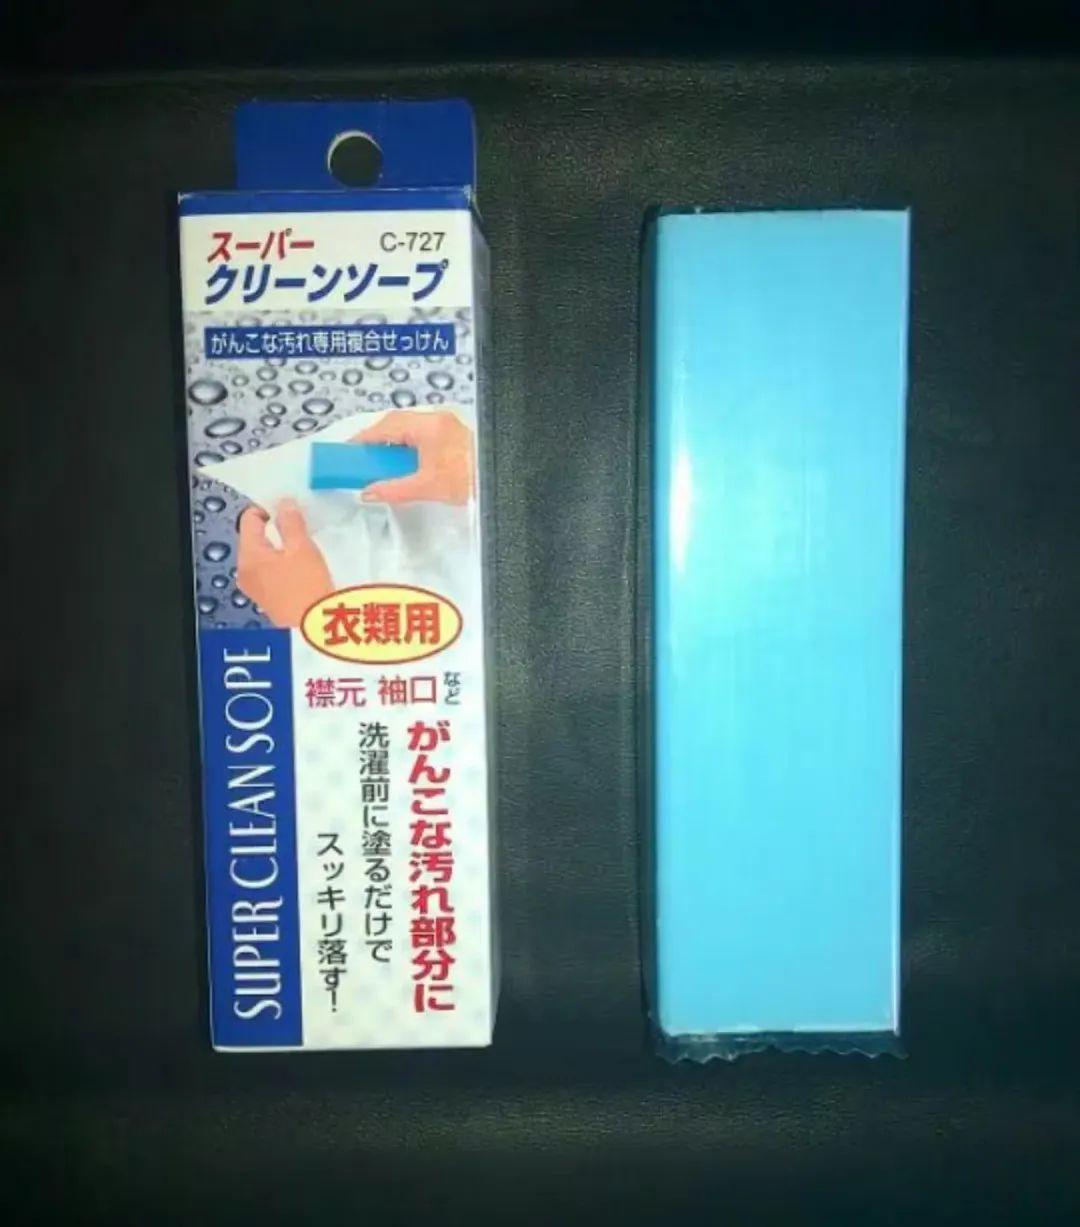 スーパー
C-727
クリーンソープ
がんこな汚れ専用複合せっけん
衣類用
襟元 袖口など
がんこな汚れ部分に
洗濯前に塗るだけで
スッキリ落す!
SUPER CLEAN SOPE